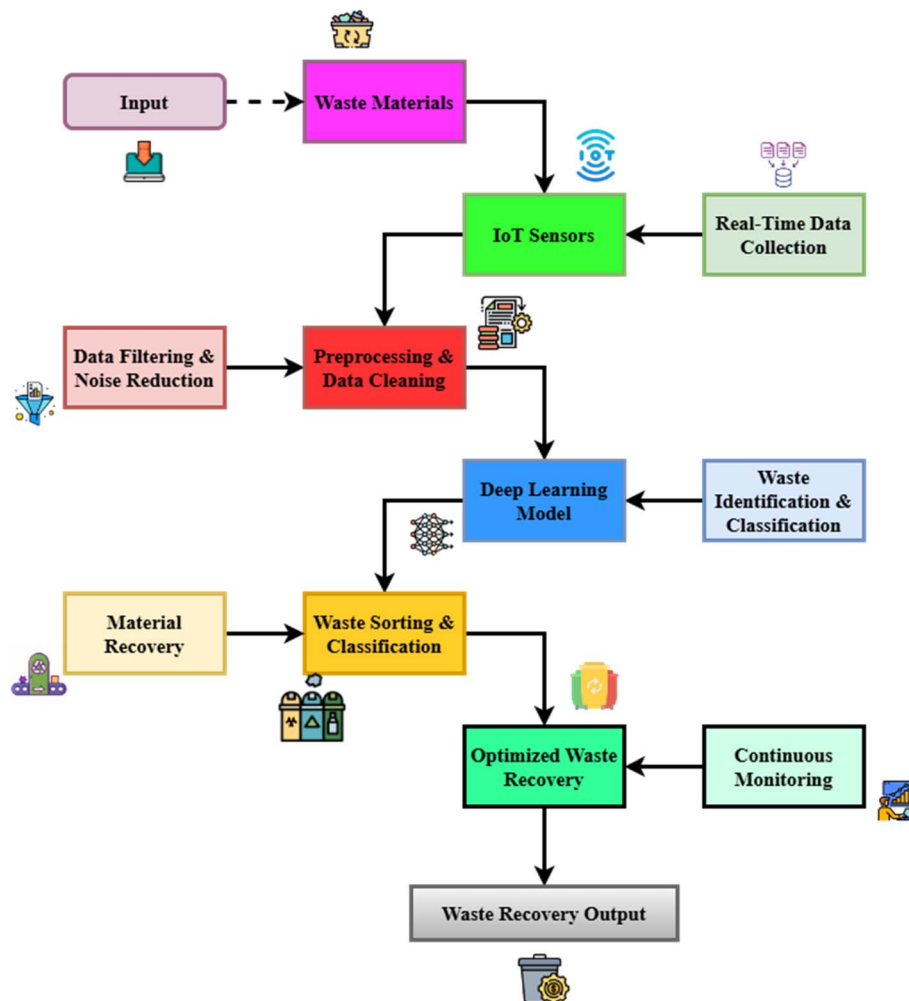 Input
Waste Materials
IOT
IoT Sensors
Real-Time Data
Collection
Data Filtering &
Noise Reduction
Preprocessing &
Data Cleaning
Deep Learning
Model
Waste
Identification &
Classification
Material
Recovery
Waste Sorting &
Classification
Optimized Waste
Recovery
Continuous
Monitoring
Waste Recovery Output
$